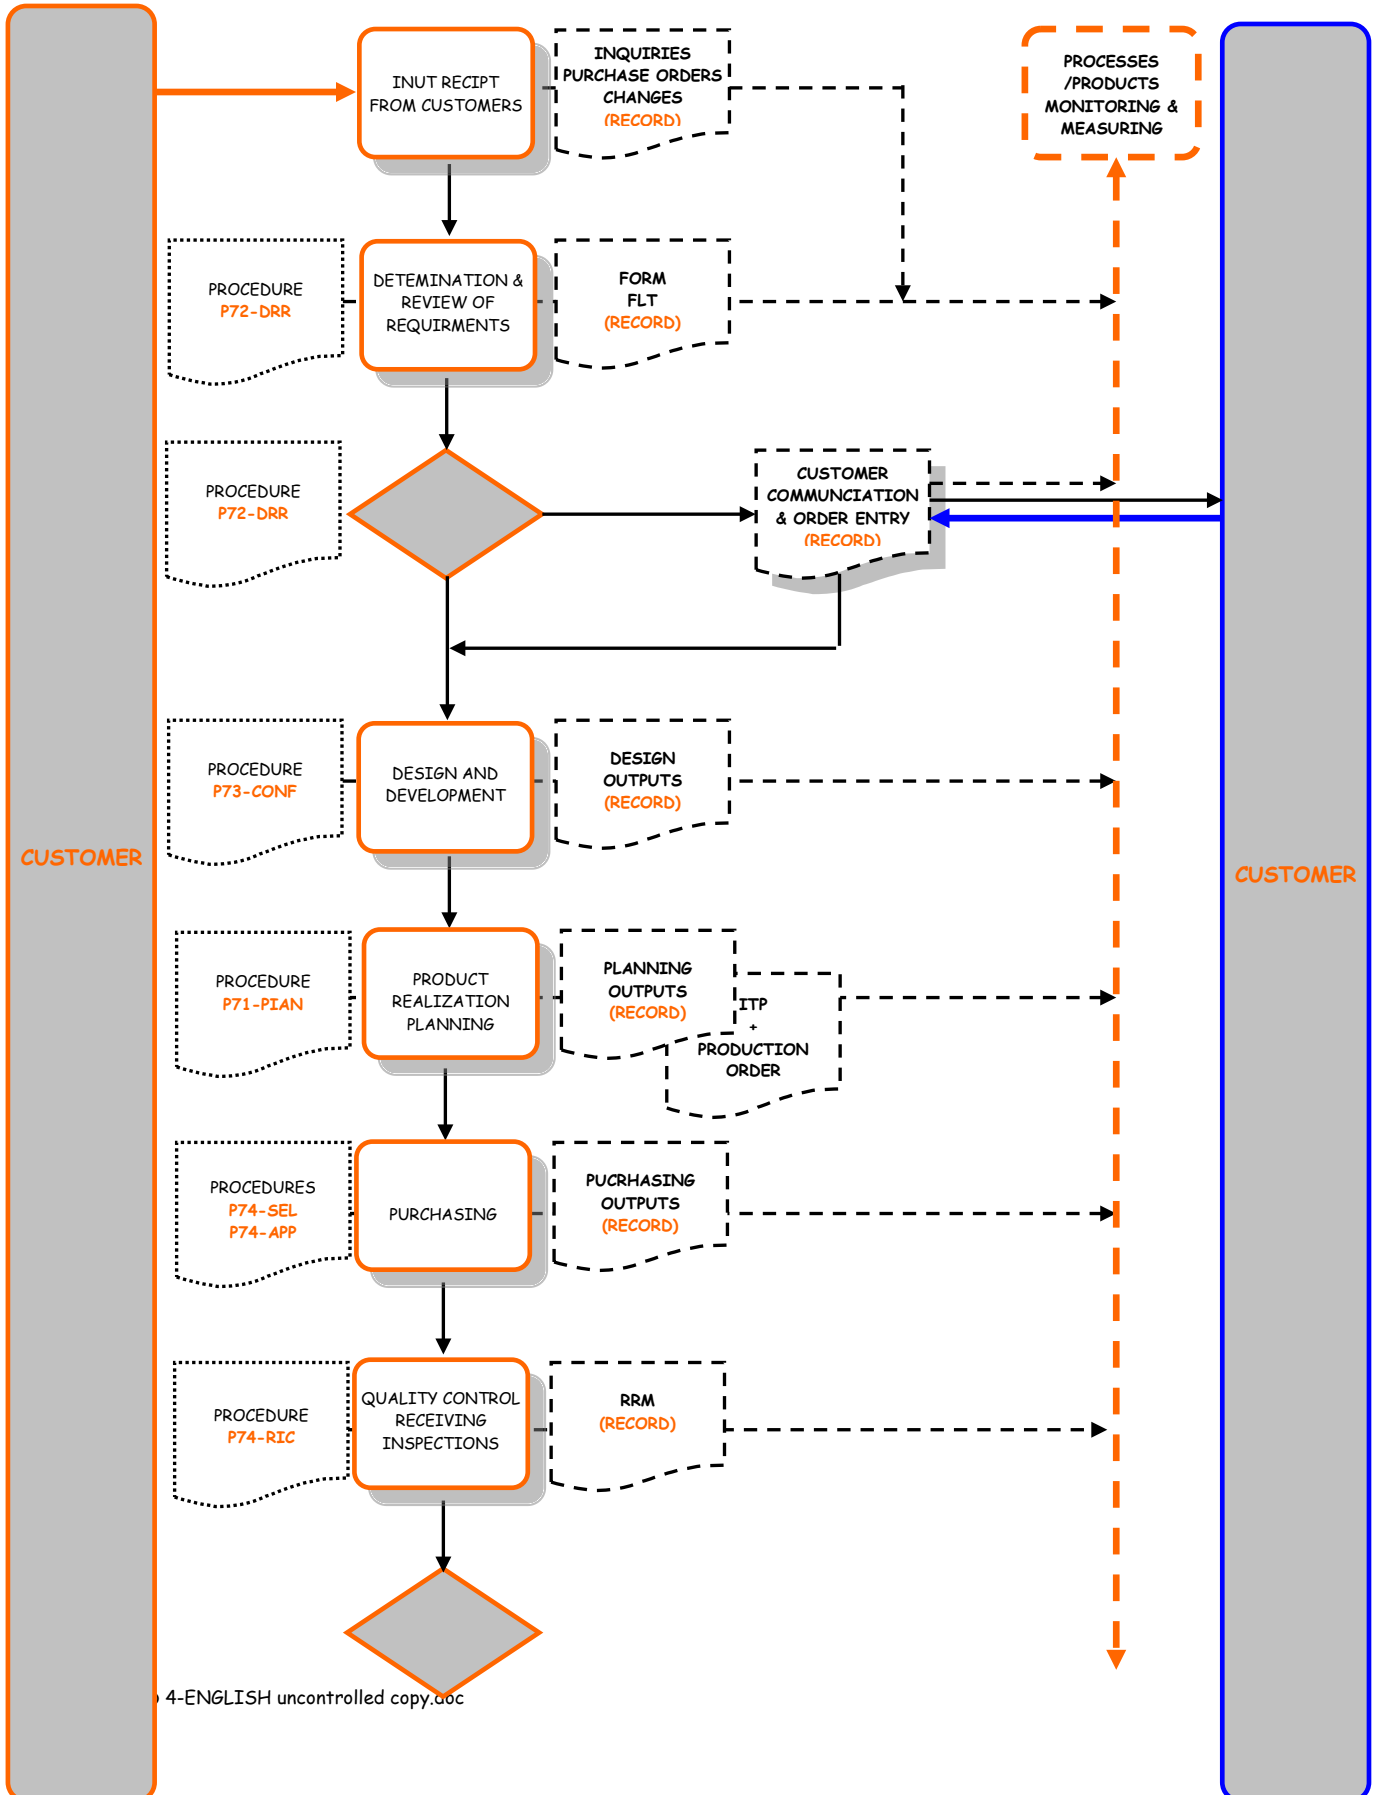 INUT RECIPT
FROM CUSTOMERS
INQUIRIES
PURCHASE ORDERS
CHANGES
(RECORD)
PROCESSES
/PRODUCTS
MONITORING &
MEASURING
PROCEDURE
P72-DRR
DETEMINATION &
REVIEW OF
REQUIRMENTS
FORM
FLT
(RECORD)
PROCEDURE
P72-DRR
CUSTOMER
COMMUNCIATION
& ORDER ENTRY
(RECORD)
PROCEDURE
P73-CONF
DESIGN AND
DEVELOPMENT
DESIGN
OUTPUTS
(RECORD)
CUSTOMER
CUSTOMER
PROCEDURE
P71-PIAN
PRODUCT
REALIZATION
PLANNING
PLANNING
OUTPUTS
(RECORD)
ITP
+
PRODUCTION
ORDER
PROCEDURES
P74-SEL
P74-APP
PURCHASING
PUCRHASING
OUTPUTS
(RECORD)
PROCEDURE
P74-RIC
QUALITY CONTROL
RECEIVING
INSPECTIONS
RRM
(RECORD)
4-ENGLISH uncontrolled copy.doc